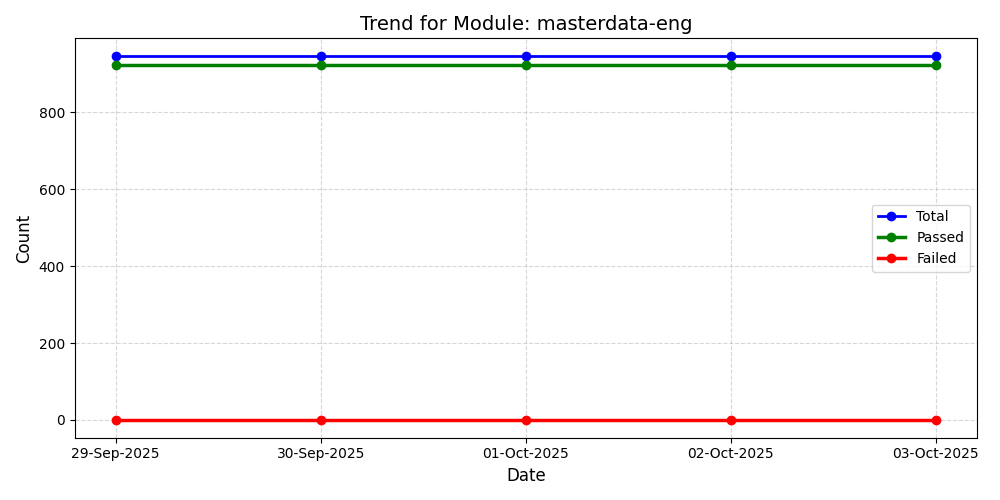 Trend for Module: masterdata-eng
Count
800
600
400
200
0
Total
Passed
Failed
29-Sep-2025
30-Sep-2025
01-Oct-2025
02-Oct-2025
03-Oct-2025
Date